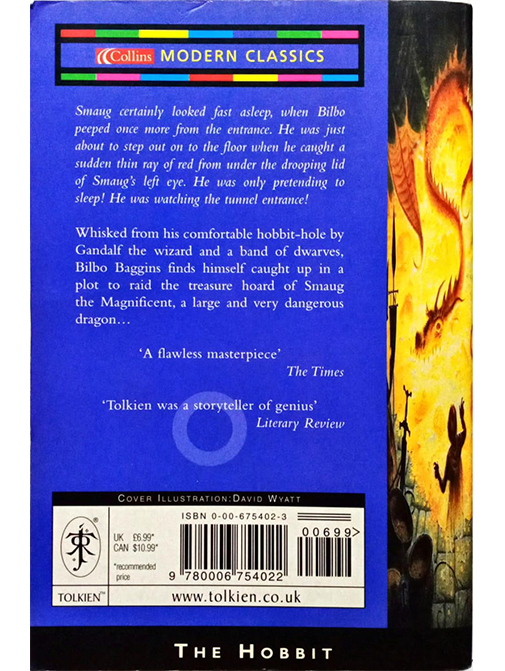 Collins MODERN CLASSICS
Smaug certainly looked fast asleep, when Bilbo
peeped once more from the entrance. He was just
about to step out on to the floor when he caught a
sudden thin ray of red from under the drooping lid
of Smaug's left eye. He was only pretending to
sleep! He was watching the tunnel entrance!
Whisked from his comfortable hobbit-hole by
Gandalf the wizard and a band of dwarves,
Bilbo Baggins finds himself caught up in a
plot to raid the treasure hoard of Smaug
the Magnificent, a large and very dangerous
dragon…
‘A flawless masterpiece’
The Times
‘Tolkien was a storyteller of genius’
Literary Review
COVER ILLUSTRATION: DAVID WYATT
ISBN 0-00-675402-3
00699>
UK £6.99*
CAN $10.99*
*recommended
price
9 780006 754022
TOLKIEN™
www.tolkien.co.uk
THE HOBBIT